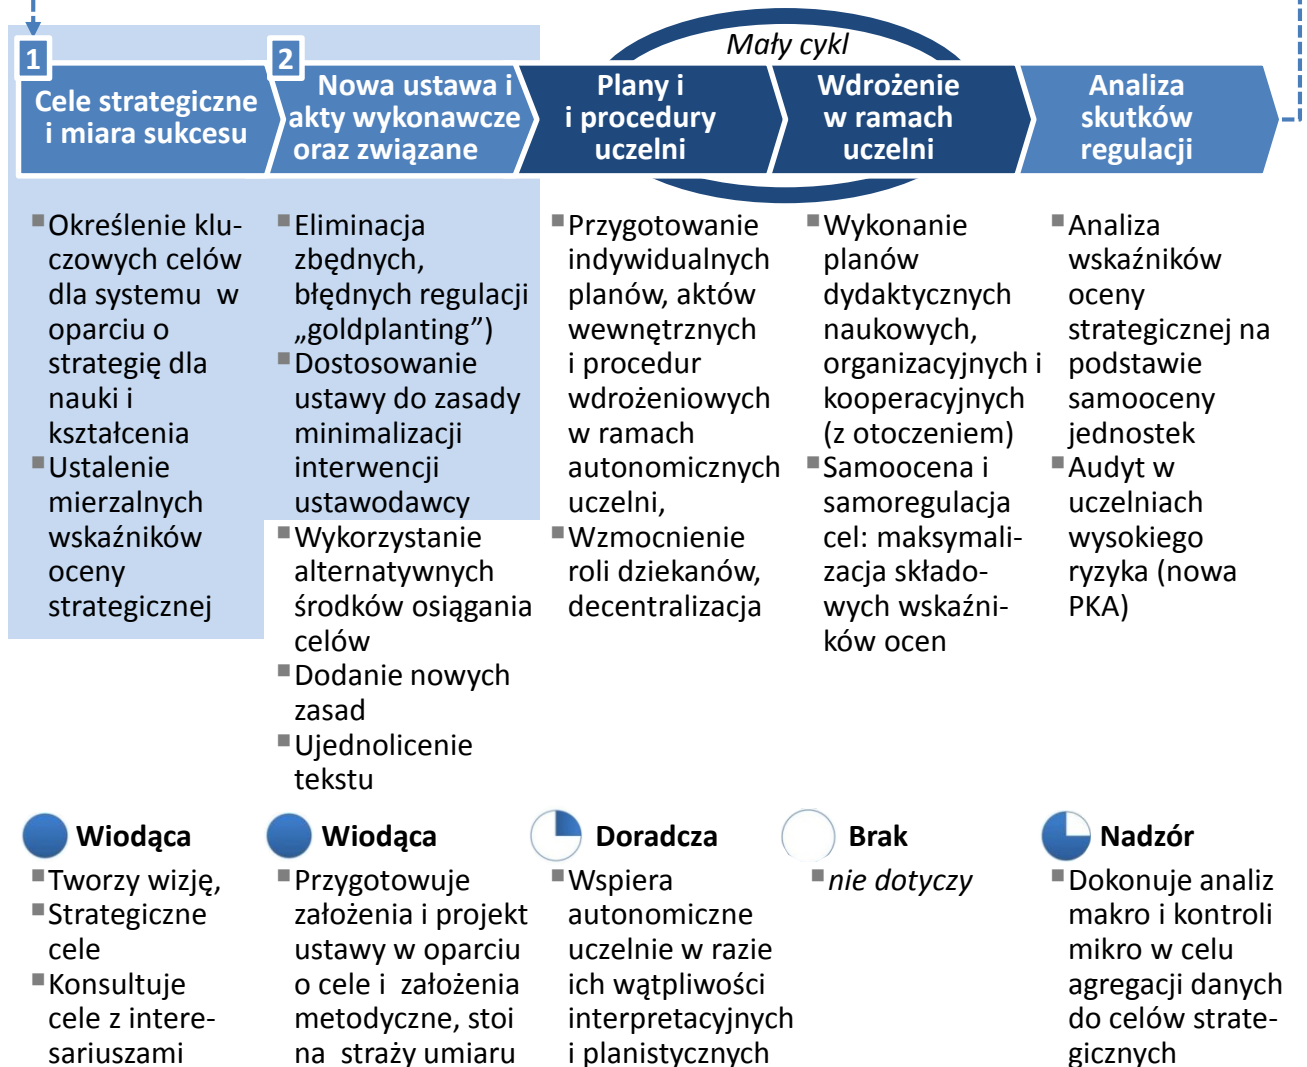 Mały cykl
1
Cele strategiczne
i miara sukcesu
2
Nowa ustawa i
akty wykonawcze
oraz związane
Plany i
i procedury
uczelni
Wdrożenie
w ramach
uczelni
Analiza
skutków
regulacji
Określenie klu-
czowych celów
dla systemu w
oparciu o
strategię dla
nauki i
kształcenia
Ustalenie
mierzalnych
wskaźników
oceny
strategicznej
Eliminacja
zbędnych,
błędnych regulacji
„goldplanting”)
Dostosowanie
ustawy do zasady
minimalizacji
interwencji
ustawodawcy
Wykorzystanie
alternatywnych
środków osiągania
celów
Dodanie nowych
zasad
Ujednolicenie
tekstu
Przygotowanie
indywidualnych
planów, aktów
wewnętrznych
i procedur
wdrożeniowych
w ramach
autonomicznych
uczelni,
Wzmocnienie
roli dziekanów,
decentralizacja
Wykonanie
planów
dydaktycznych
naukowych,
organizacyjnych i
kooperacyjnych
(z otoczeniem)
Samoocena i
samoregulacja
cel: maksymali-
zacja składo-
wych wskaźni-
ków ocen
Analiza
wskaźników
oceny
strategicznej na
podstawie
samooceny
jednostek
Audyt w
uczelniach
wysokiego
ryzyka (nowa
PKA)
Wiodąca
Tworzy wizję,
Strategiczne
cele
Konsultuje
cele z intere-
sariuszami
Wiodąca
Przygotowuje
założenia i projekt
ustawy w oparciu
o cele i założenia
metodyczne, stoi
na straży umiaru
Doradcza
Wspiera
autonomiczne
uczelnie w razie
ich wątpliwości
interpretacyjnych
i planistycznych
Brak
nie dotyczy
Nadzór
Dokonuje analiz
makro i kontroli
mikro w celu
agregacji danych
do celów strate-
gicznych